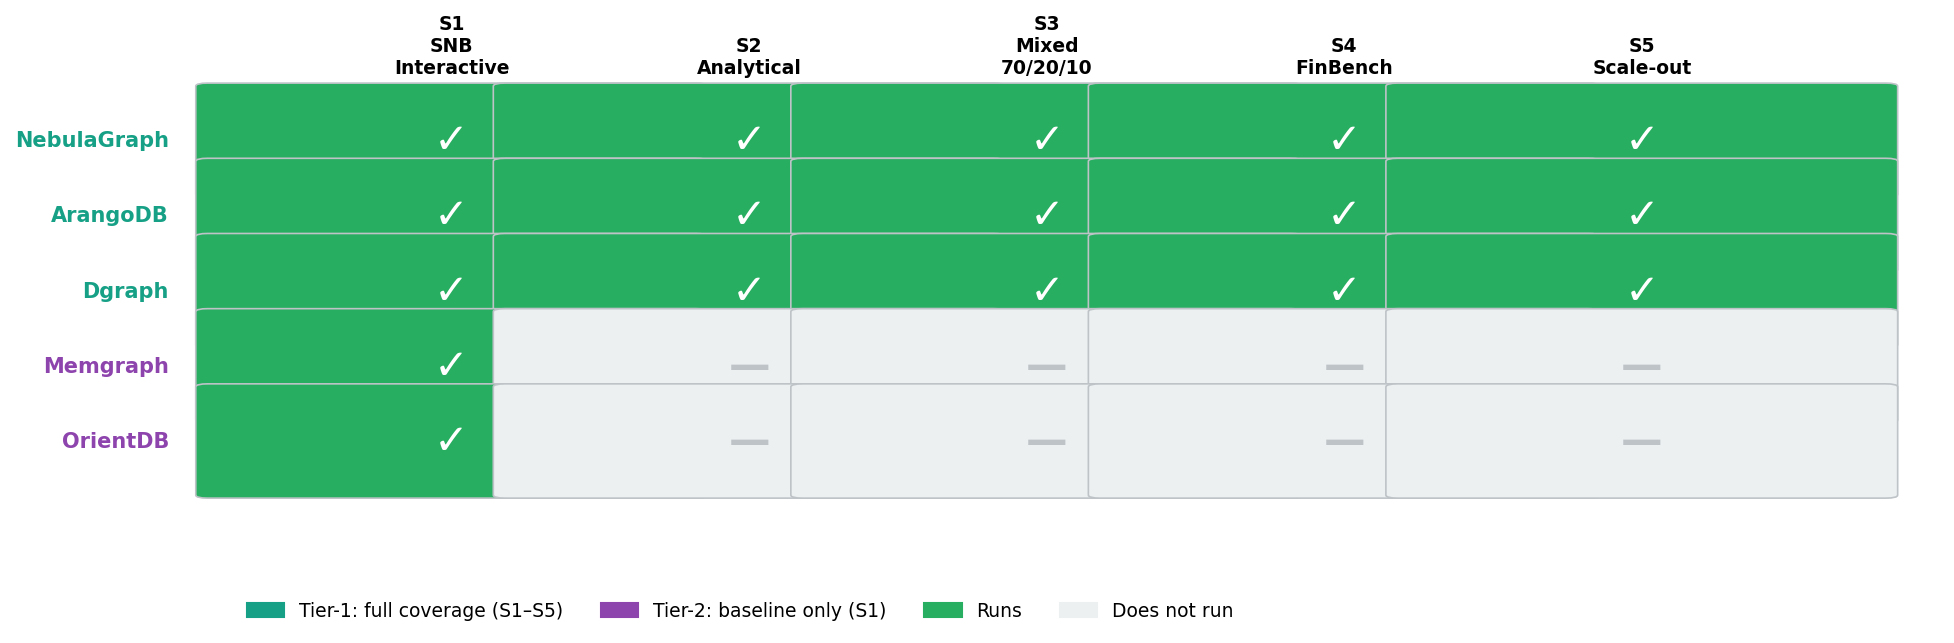 S1
SNB
Interactive
S2
Analytical
S3
Mixed
70/20/10
S4
FinBench
S5
Scale-out
NebulaGraph ✓ ✓ ✓ ✓ ✓
ArangoDB ✓ ✓ ✓ ✓ ✓
Dgraph ✓ ✓ ✓ ✓ ✓
Memgraph ✓ — — — —
OrientDB ✓ — — — —
Tier-1: full coverage (S1–S5) Tier-2: baseline only (S1) Runs Does not run